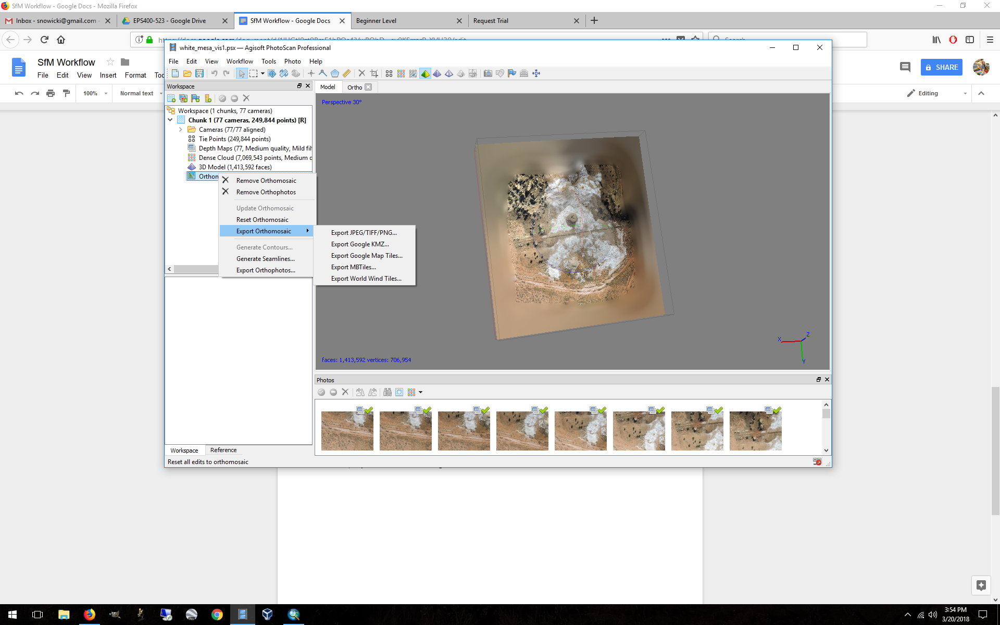 SfM Workflow - Google Docs - Mozilla Firefox
Inbox - snowicki@gmail.com -
EPS400-523 - Google Drive
SfM Workflow - Google Docs
Beginner Level
Request Trial
SfM Workflow
File Edit View Insert Format
SHARE
100%
Normal text
Editing
white_mesa_vis1.psx — Agisoft PhotoScan Professional
File Edit View Workflow Tools Photo Help
Workspace
Workspace (1 chunks, 77 cameras)
Chunk 1 (77 cameras, 249,844 points) [R]
Cameras (77/77 aligned)
Tie Points (249,844 points)
Depth Maps (77, Medium quality, Mild fil
Dense Cloud (7,069,543 points, Medium
3D Model (1,413,592 faces)
Orthon
Remove Orthomosaic
Remove Orthophotos
Update Orthomosaic
Reset Orthomosaic
Export Orthomosaic
Generate Contours...
Generate Seamlines...
Export Orthophotos...
Export JPEG/TIFF/PNG...
Export Google KMZ...
Export Google Map Tiles...
Export MBTiles...
Export World Wind Tiles...
Model
Ortho
Perspective 30°
X
Z
Y
faces: 1,413,592 vertices: 706,954
Photos
Workspace
Reference
Reset all edits to orthomosaic
3:54 PM
3/20/2018